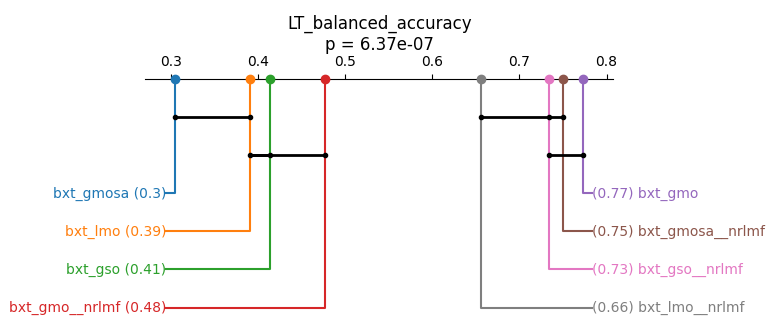 LT_balanced_accuracy
p = 6.37e-07
0.3 0.4 0.5 0.6 0.7 0.8
bxt_gmosa (0.3) (0.77) bxt_gmo
bxt_lmo (0.39) (0.75) bxt_gmosa__nrlmf
bxt_gso (0.41) (0.73) bxt_gso__nrlmf
bxt_gmo__nrlmf (0.48) (0.66) bxt_lmo__nrlmf